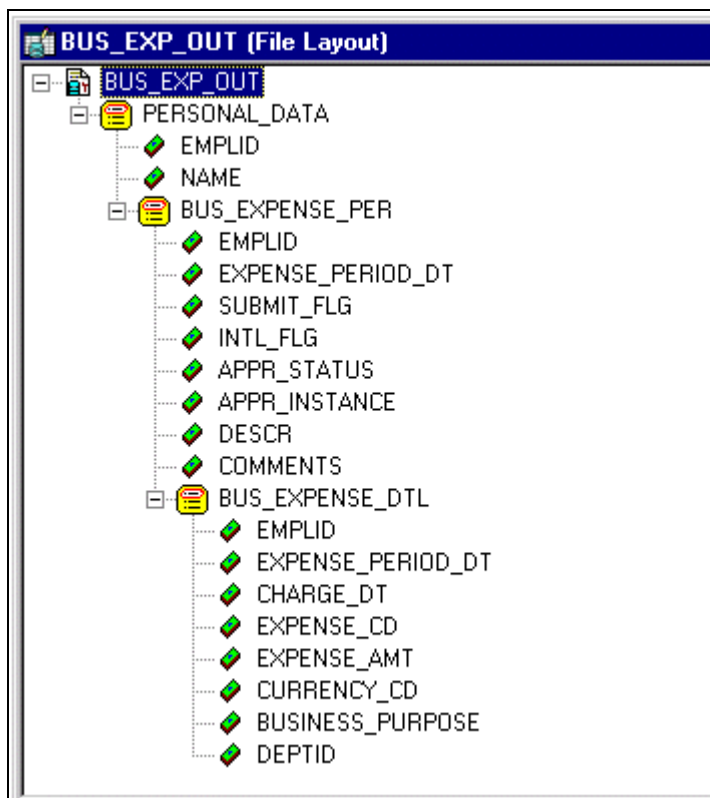 BUS_EXP_OUT (File Layout)
BUS_EXP_OUT
PERSONAL_DATA
EMPLID
NAME
BUS_EXPENSE_PER
EMPLID
EXPENSE_PERIOD_DT
SUBMIT_FLG
INTL_FLG
APPR_STATUS
APPR_INSTANCE
DESCR
COMMENTS
BUS_EXPENSE_DTL
EMPLID
EXPENSE_PERIOD_DT
CHARGE_DT
EXPENSE_CD
EXPENSE_AMT
CURRENCY_CD
BUSINESS_PURPOSE
DEPTID